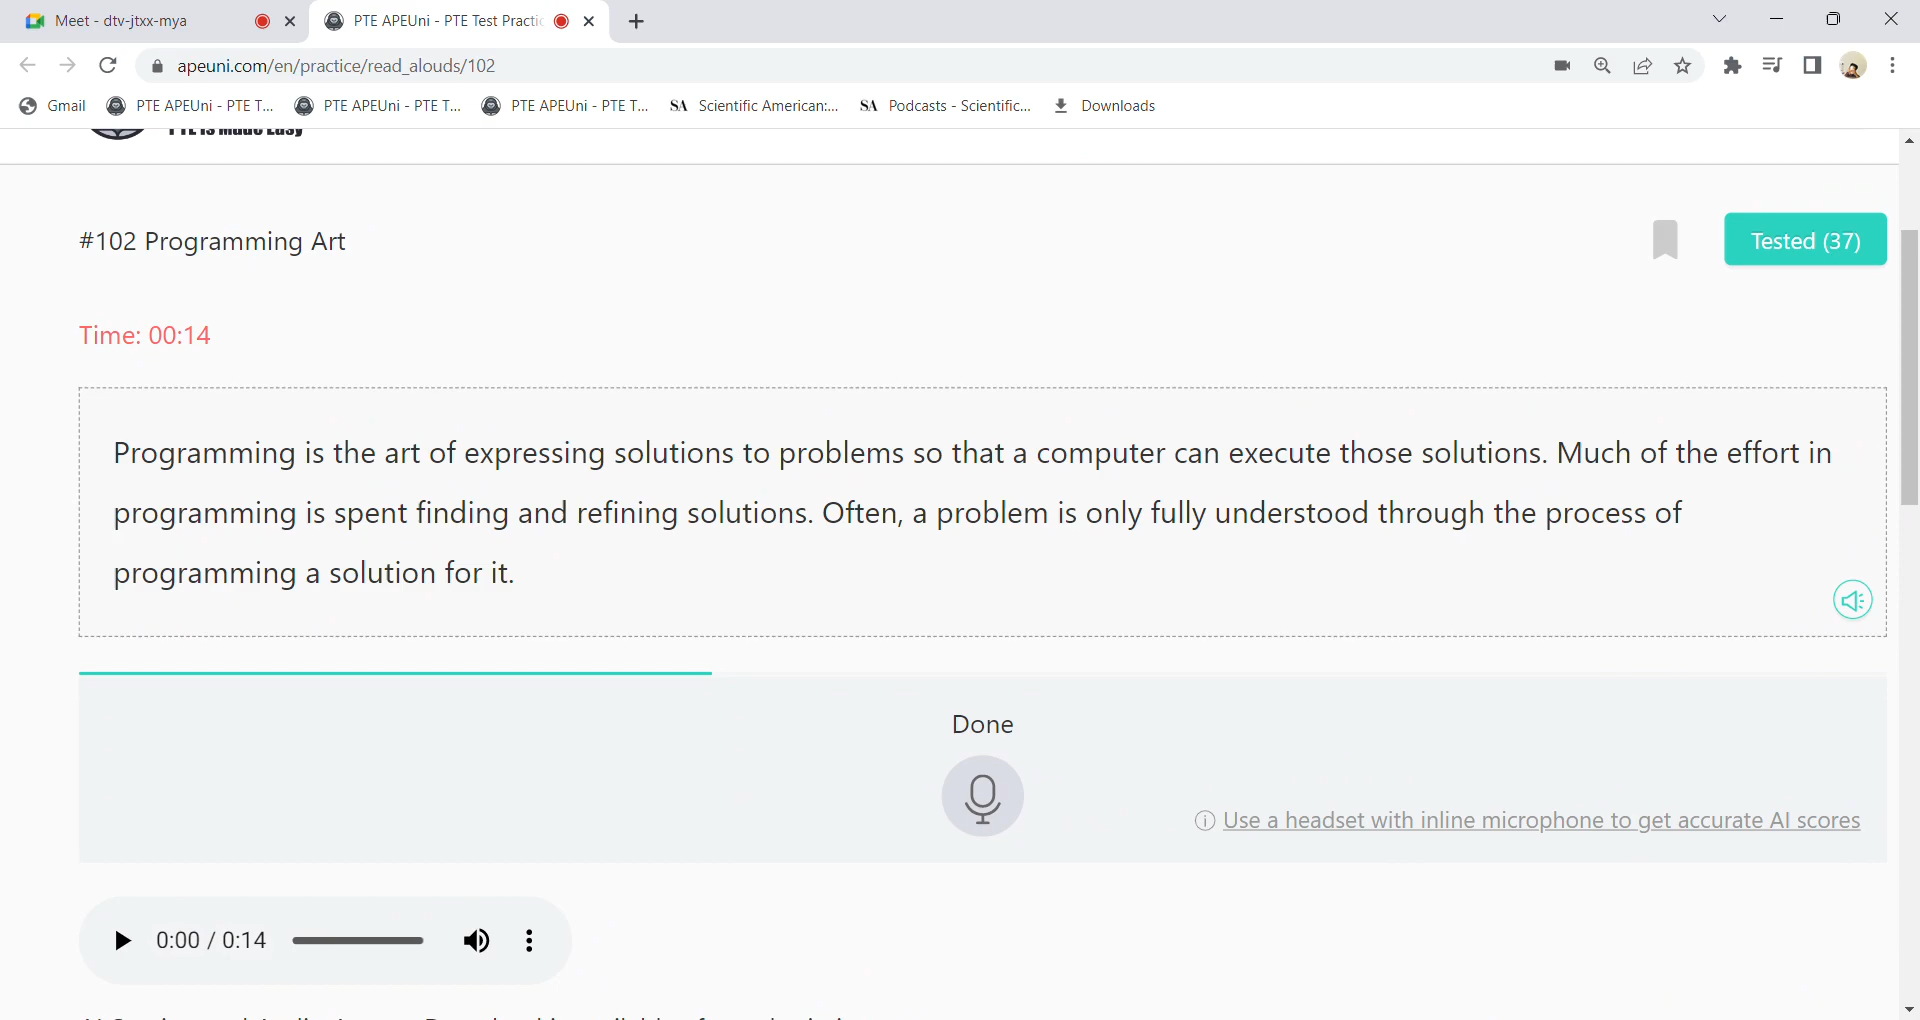 Meet - dtv-jtxx-mya
PTE APEUni - PTE Test Practic
apeuni.com/en/practice/read_alouds/102
Gmail
PTE APEUni - PTE T...
PTE APEUni - PTE T...
PTE APEUni - PTE T...
SA Scientific American:...
SA Podcasts - Scientific...
Downloads
PTE is Made Easy
#102 Programming Art
Tested (37)
Time: 00:14
Programming is the art of expressing solutions to problems so that a computer can execute those solutions. Much of the effort in
programming is spent finding and refining solutions. Often, a problem is only fully understood through the process of
programming a solution for it.
Done
Use a headset with inline microphone to get accurate AI scores
0:00 / 0:14